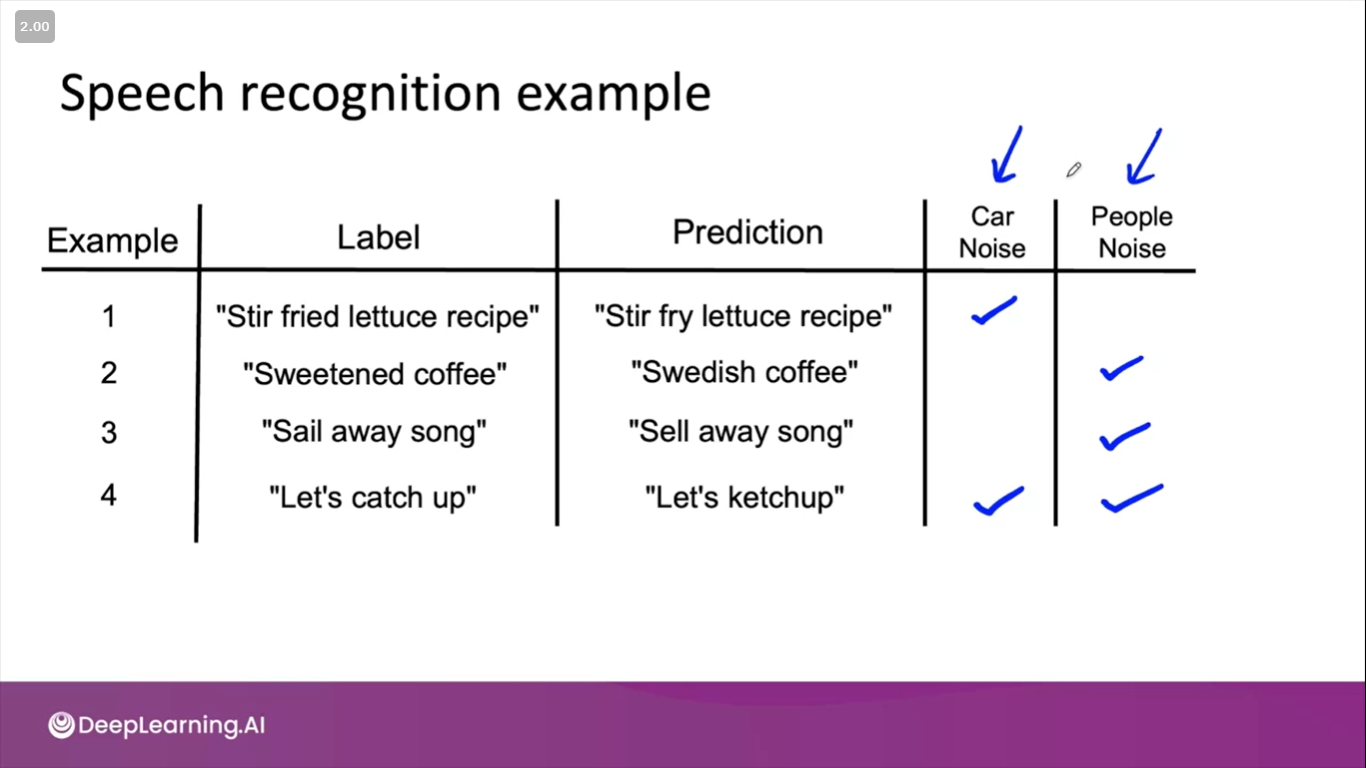 2.00
Speech recognition example
Example Label Prediction Car Noise People Noise
1 "Stir fried lettuce recipe" "Stir fry lettuce recipe" ✓
2 "Sweetened coffee" "Swedish coffee" ✓
3 "Sail away song" "Sell away song" ✓
4 "Let's catch up" "Let's ketchup" ✓ ✓
DeepLearning.AI